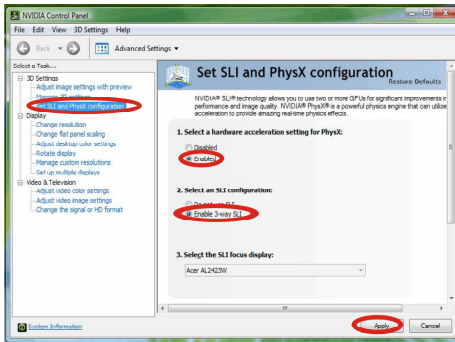 NVIDIA Control Panel
File Edit View 3D Settings Help
Back Advanced Settings
Select a Task...
3D Settings
Adjust image settings with preview
Manage 3D settings
Set SLI and PhysX configuration
Display
Change resolution
Change flat panel scaling
Adjust desktop color settings
Rotate display
Manage custom resolutions
Set up multiple displays
Video & Television
Adjust video color settings
Adjust video image settings
Change the signal or HD format
System Information
Set SLI and PhysX configuration
Restore Defaults
NVIDIA® SLI® technology allows you to use two or more GPUs for significant improvements in
performance and image quality. NVIDIA® PhysX® is a powerful physics engine that can utilize
acceleration to provide amazing real-time physics effects.
1. Select a hardware acceleration setting for PhysX:
Disabled
Enabled
2. Select an SLI configuration:
Do not use SLI
Enable 3-way SLI
3. Select the SLI focus display:
Acer AL2423W
Apply Cancel